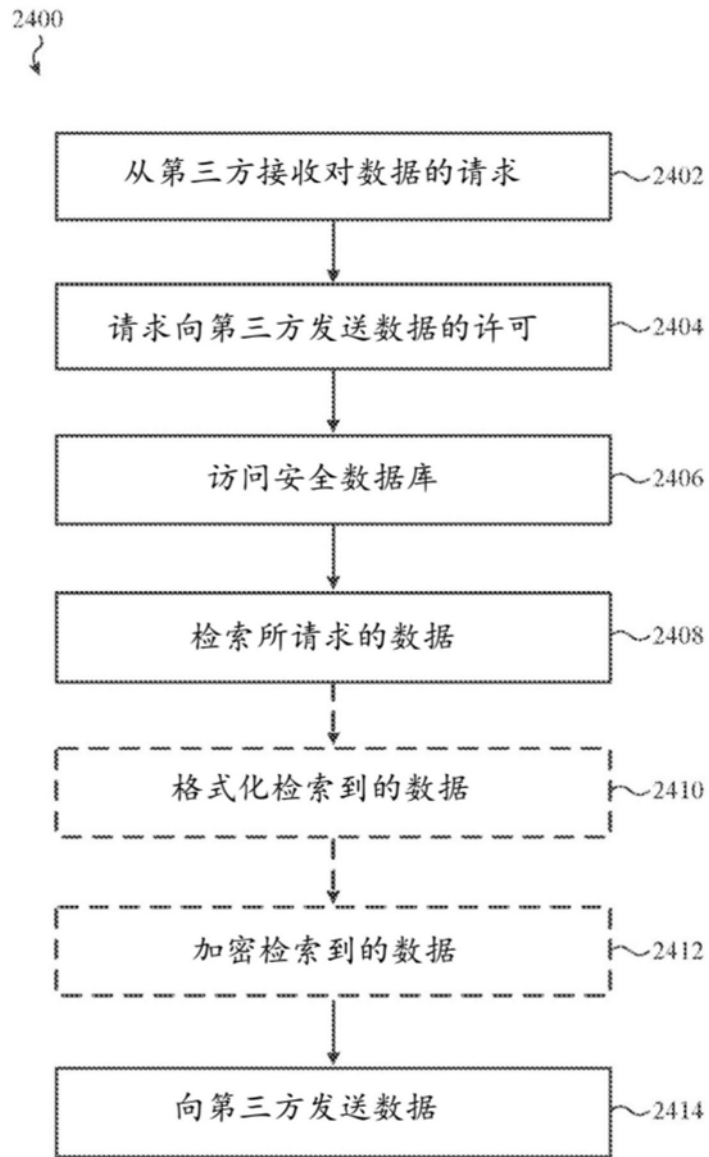 2400
从第三方接收对数据的请求 2402
请求向第三方发送数据的许可 2404
访问安全数据库 2406
检索所请求的数据 2408
格式化检索到的数据 2410
加密检索到的数据 2412
向第三方发送数据 2414